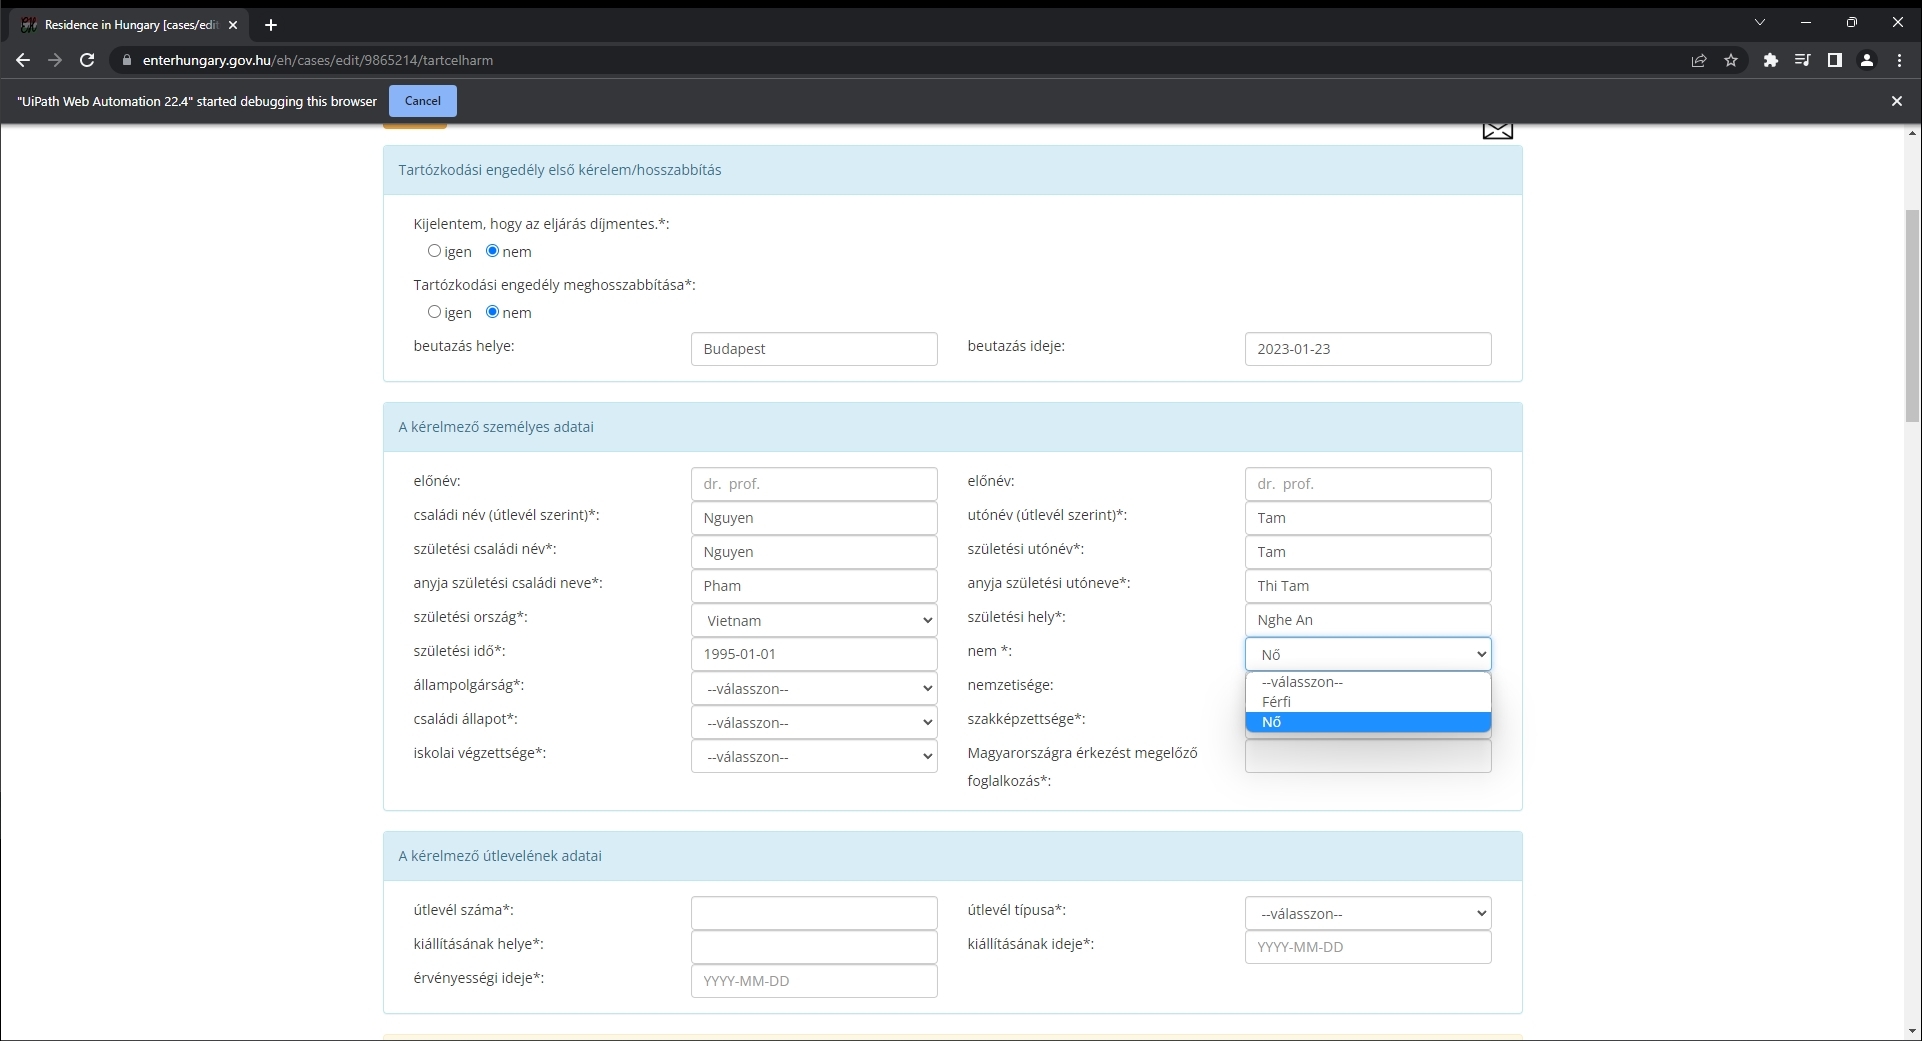 Residence in Hungary [cases/edit
enterhungary.gov.hu/eh/cases/edit/9865214/tartcelharm
"UiPath Web Automation 22.4" started debugging this browser Cancel
Tartózkodási engedély első kérelem/hosszabbítás
Kijelentem, hogy az eljárás díjmentes.*:
igen nem
Tartózkodási engedély meghosszabbítása*:
igen nem
beutazás helye: Budapest beutazás ideje: 2023-01-23
A kérelmező személyes adatai
előnév: dr. prof. előnév: dr. prof.
családi név (útlevél szerint)*: Nguyen utónév (útlevél szerint)*: Tam
születési családi név*: Nguyen születési utónév*: Tam
anyja születési családi neve*: Pham anyja születési utóneve*: Thi Tam
születési ország*: Vietnam születési hely*: Nghe An
születési idő*: 1995-01-01 nem *: Nő
állampolgárság*: --válasszon-- nemzetisége: --válasszon--
Férfi
családi állapot*: --válasszon-- szakképzettsége*: Nő
iskolai végzettsége*: --válasszon-- Magyarországra érkezést megelőző
foglalkozás*:
A kérelmező útlevelének adatai
útlevél száma*: útlevél típusa*: --válasszon--
kiállításának helye*: kiállításának ideje*: YYYY-MM-DD
érvényességi ideje*: YYYY-MM-DD